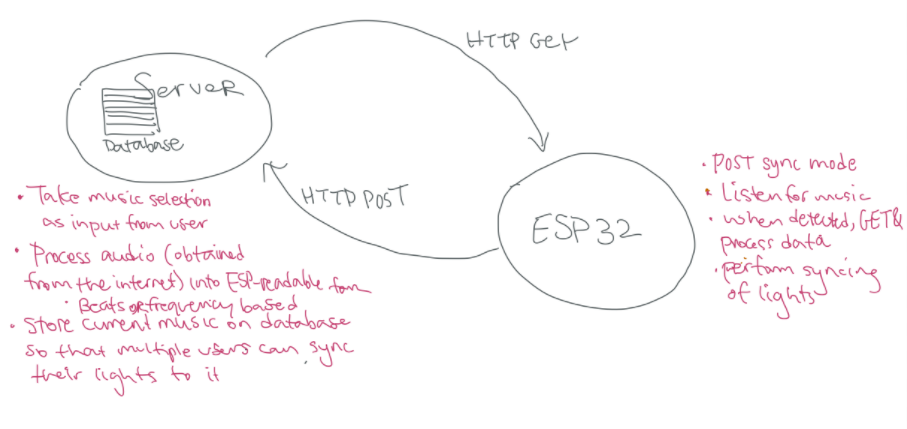 HTTP GET
Server
Database
HTTP POST
ESP32
• Take music selection
as input from user
• Process audio (obtained
from the internet) into ESP-readable form
• Beats or frequency based
• Store current music on database
so that multiple users can sync
their lights to it
• POST sync mode
• Listen for music
• when detected, GET &
process data
• perform syncing
of lights